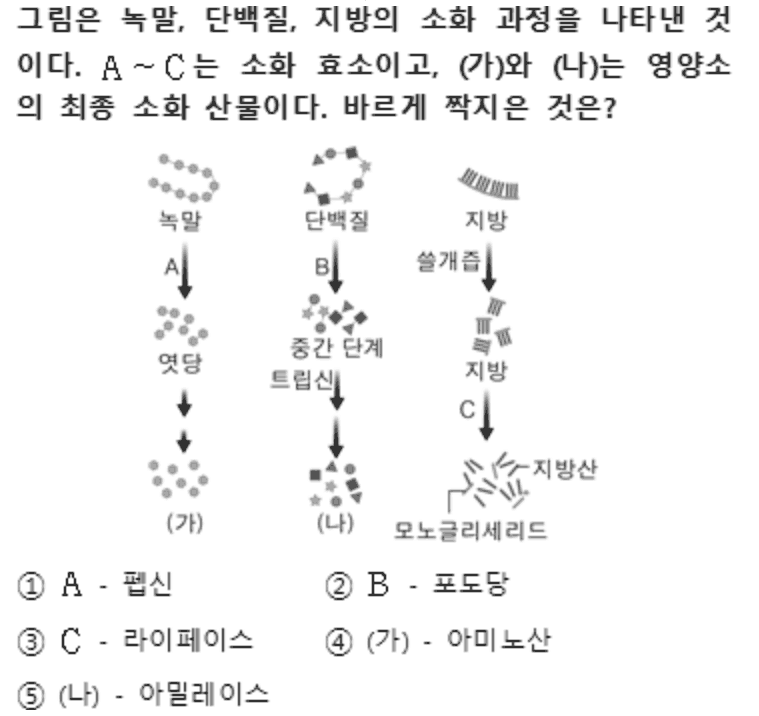 그림은 녹말, 단백질, 지방의 소화 과정을 나타낸 것
이다. A ~ C는 소화 효소이고, (가)와 (나)는 영양소
의 최종 소화 산물이다. 바르게 짝지은 것은?
녹말 단백질 지방
A B 쓸개즙
엿당 중간 단계 지방
트립신 C
지방산
(가) (나) 모노글리세리드
① A - 펩신 ② B - 포도당
③ C - 라이페이스 ④ (가) - 아미노산
⑤ (나) - 아밀레이스